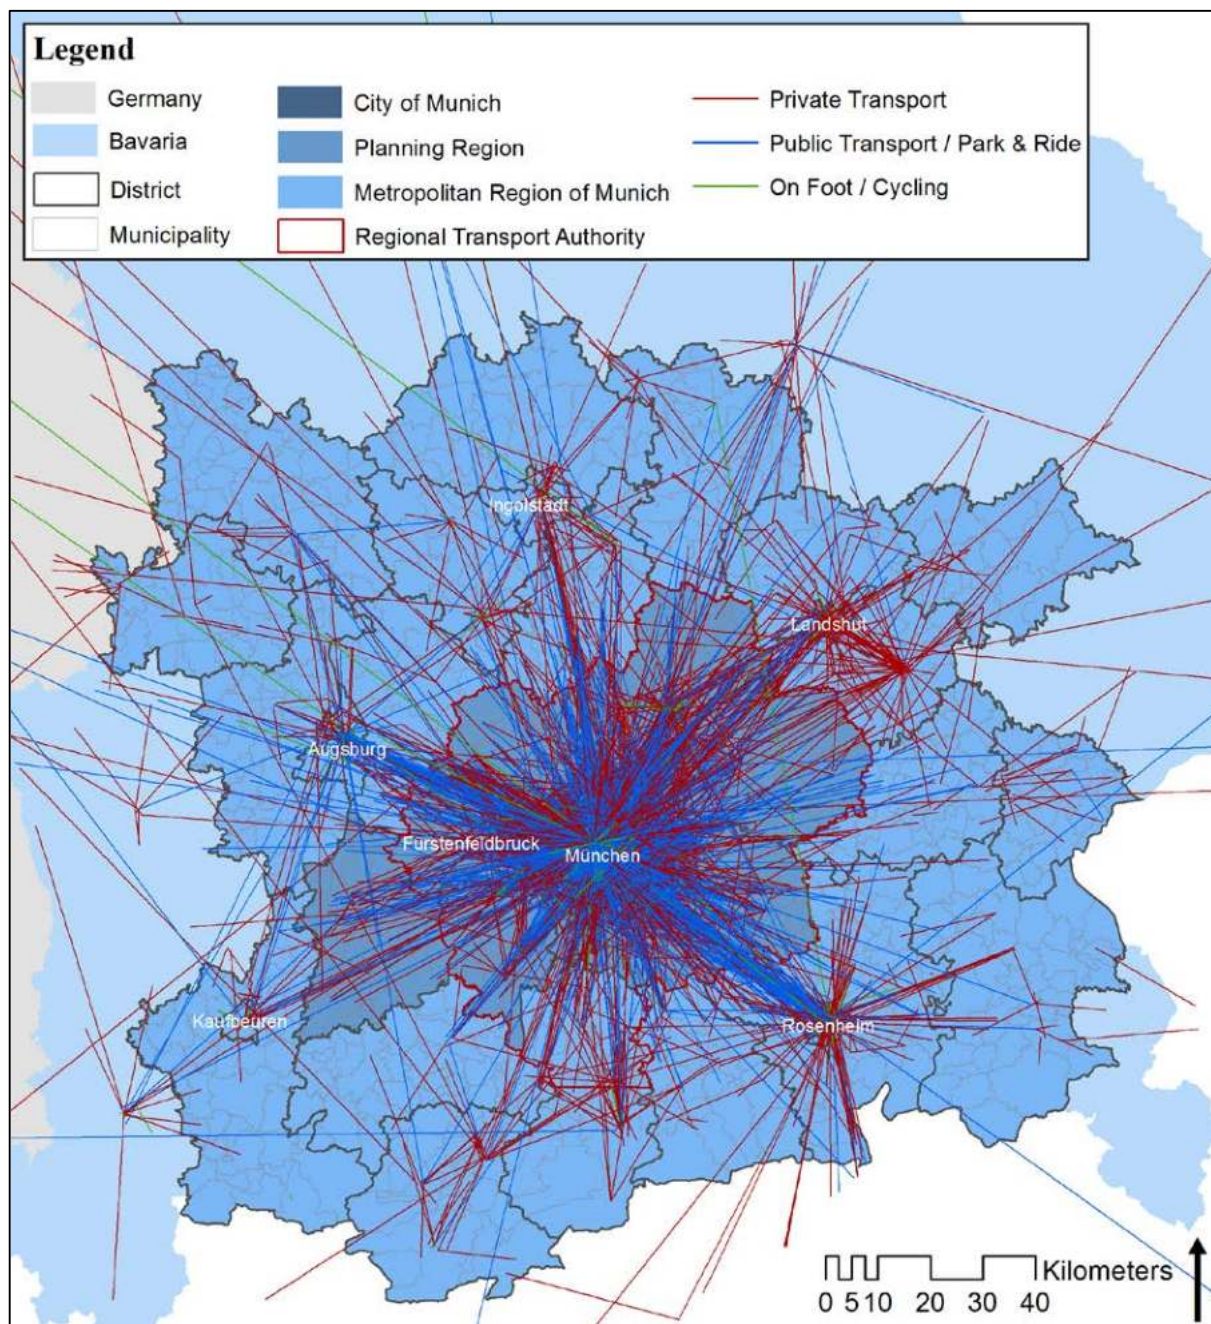 Legend
Germany
Bavaria
District
Municipality
City of Munich
Planning Region
Metropolitan Region of Munich
Regional Transport Authority
Private Transport
Public Transport / Park & Ride
On Foot / Cycling
Ingolstadt
Landshut
Augsburg
Fürstenfeldbruck
München
Kaufbeuren
Rosenheim
Kilometers
0 5 10 20 30 40